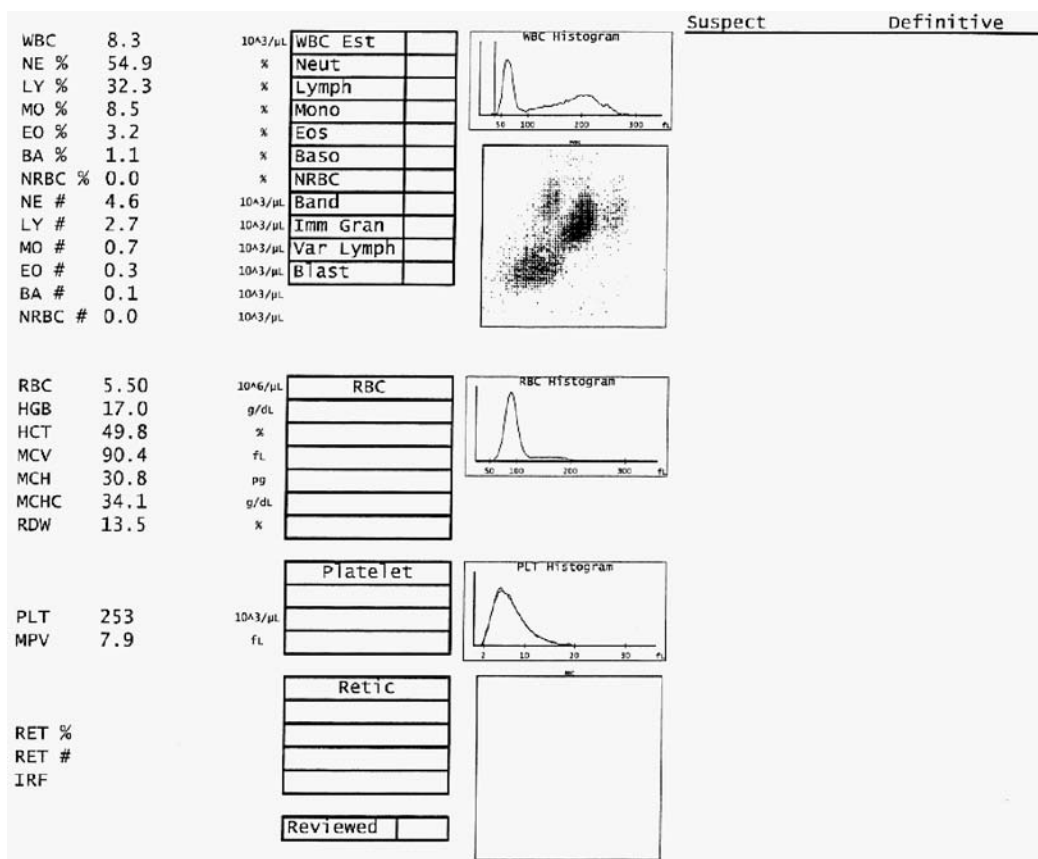 Suspect Definitive
WBC 8.3 10^3/μL WBC Est
NE % 54.9 % Neut
LY % 32.3 % Lymph
MO % 8.5 % Mono
EO % 3.2 % Eos
BA % 1.1 % Baso
NRBC % 0.0 % NRBC
NE # 4.6 10^3/μL Band
LY # 2.7 10^3/μL Imm Gran
MO # 0.7 10^3/μL Var Lymph
EO # 0.3 10^3/μL Blast
BA # 0.1 10^3/μL
NRBC # 0.0 10^3/μL
WBC Histogram
50 100 200 300 fL
RBC 5.50 10^6/μL RBC
HGB 17.0 g/dL
HCT 49.8 %
MCV 90.4 fL
MCH 30.8 pg
MCHC 34.1 g/dL
RDW 13.5 %
RBC Histogram
50 100 200 300 fL
Platelet
PLT 253 10^3/μL
MPV 7.9 fL
PLT Histogram
2 10 20 30 fL
Retic
RET %
RET #
IRF
Reviewed